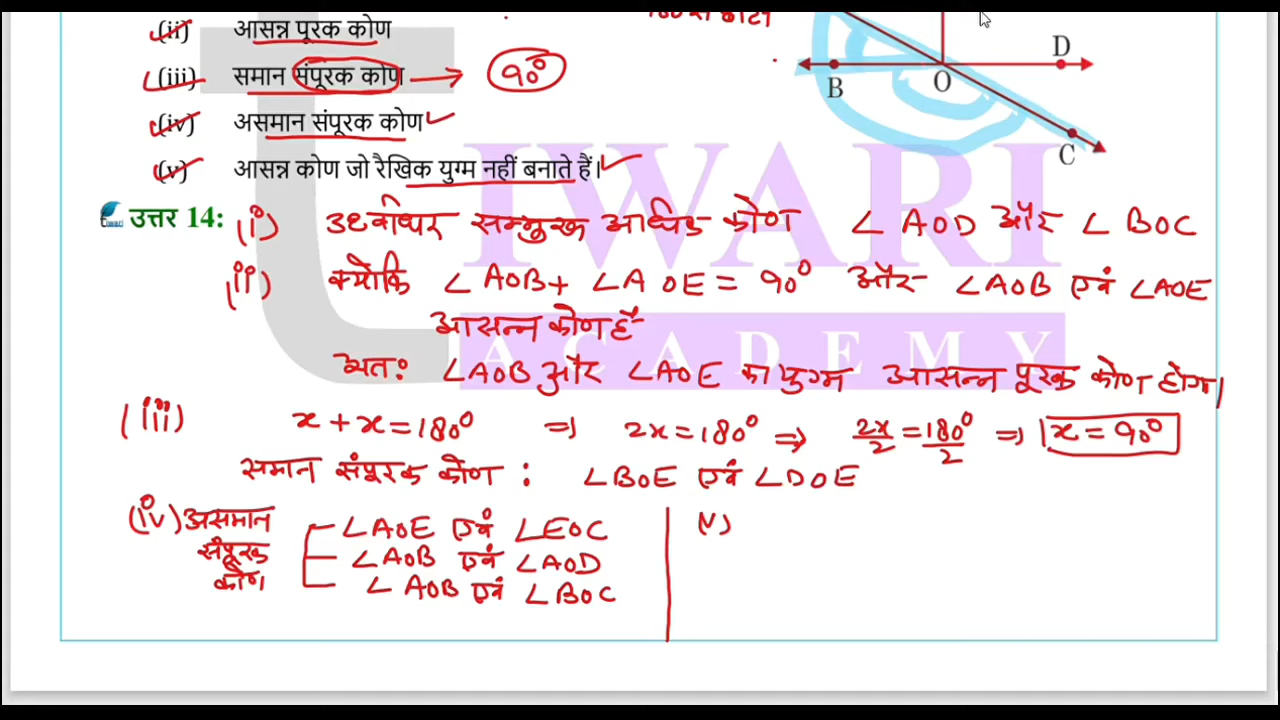 (ii) आसन्न पूरक कोण
(iii) समान संपूरक कोण → 90°
(iv) असमान संपूरक कोण
(v) आसन्न कोण जो रैखिक युग्म नहीं बनाते हैं।
B O D
C
IWARI
ACADEMY
उत्तर 14: (i) उर्ध्वाधर सम्मुख अधिक कोण ∠AOD और ∠BOC
(ii) क्योंकि ∠AOB + ∠AOE = 90° और ∠AOB एवं ∠AOE
आसन्न कोण हैं
अतः ∠AOB और ∠AOE का युग्म आसन्न पूरक कोण होगा।
(iii) x + x = 180° ⇒ 2x = 180° ⇒ 2x/2 = 180°/2 ⇒ x = 90°
समान संपूरक कोण : ∠BOE एवं ∠DOE
(iv) असमान संपूरक कोण
∠AOE एवं ∠EOC
∠AOB एवं ∠AOD
∠AOB एवं ∠BOC
(v)